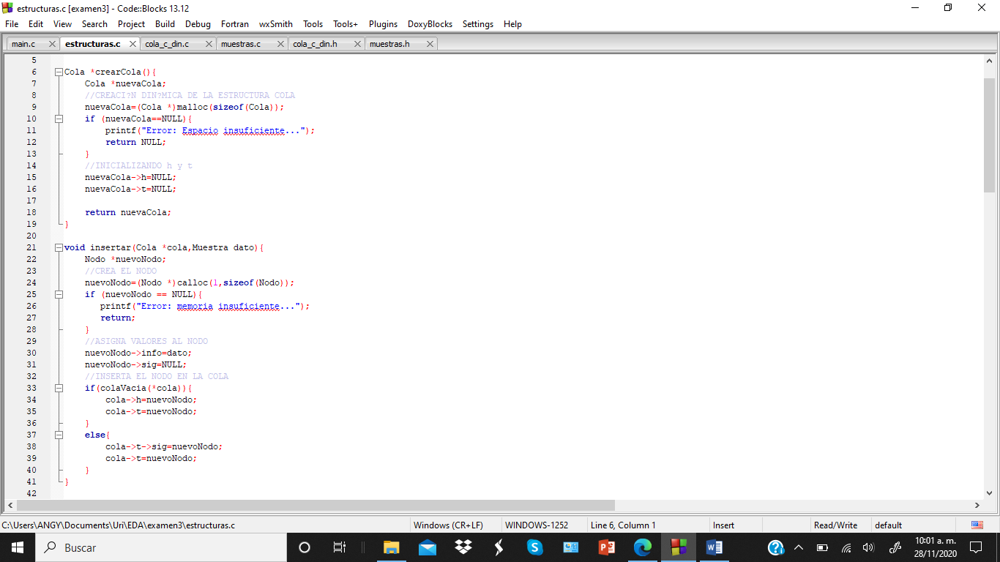 estructuras.c [examen3] - Code::Blocks 13.12
File Edit View Search Project Build Debug Fortran wxSmith Tools Tools+ Plugins DoxyBlocks Settings Help
main.c estructuras.c cola_c_din.c muestras.c cola_c_din.h muestras.h
5
6 Cola *crearCola(){
7 Cola *nuevaCola;
8 //CREACI?N DIN?MICA DE LA ESTRUCTURA COLA
9 nuevaCola=(Cola *)malloc(sizeof(Cola));
10 if (nuevaCola==NULL){
11 printf("Error: Espacio insuficiente...");
12 return NULL;
13 }
14 //INICIALIZANDO h y t
15 nuevaCola->h=NULL;
16 nuevaCola->t=NULL;
17
18 return nuevaCola;
19 }
20
21 void insertar(Cola *cola,Muestra dato){
22 Nodo *nuevoNodo;
23 //CREA EL NODO
24 nuevoNodo=(Nodo *)calloc(1,sizeof(Nodo));
25 if (nuevoNodo == NULL){
26 printf("Error: memoria insuficiente...");
27 return;
28 }
29 //ASIGNA VALORES AL NODO
30 nuevoNodo->info=dato;
31 nuevoNodo->sig=NULL;
32 //INSERTA EL NODO EN LA COLA
33 if(colaVacia(*cola)){
34 cola->h=nuevoNodo;
35 cola->t=nuevoNodo;
36 }
37 else{
38 cola->t->sig=nuevoNodo;
39 cola->t=nuevoNodo;
40 }
41 }
42
C:\Users\ANGY\Documents\Uri\EDA\examen3\estructuras.c Windows (CR+LF) WINDOWS-1252 Line 6, Column 1 Insert Read/Write default
Buscar
10:01 a. m.
28/11/2020